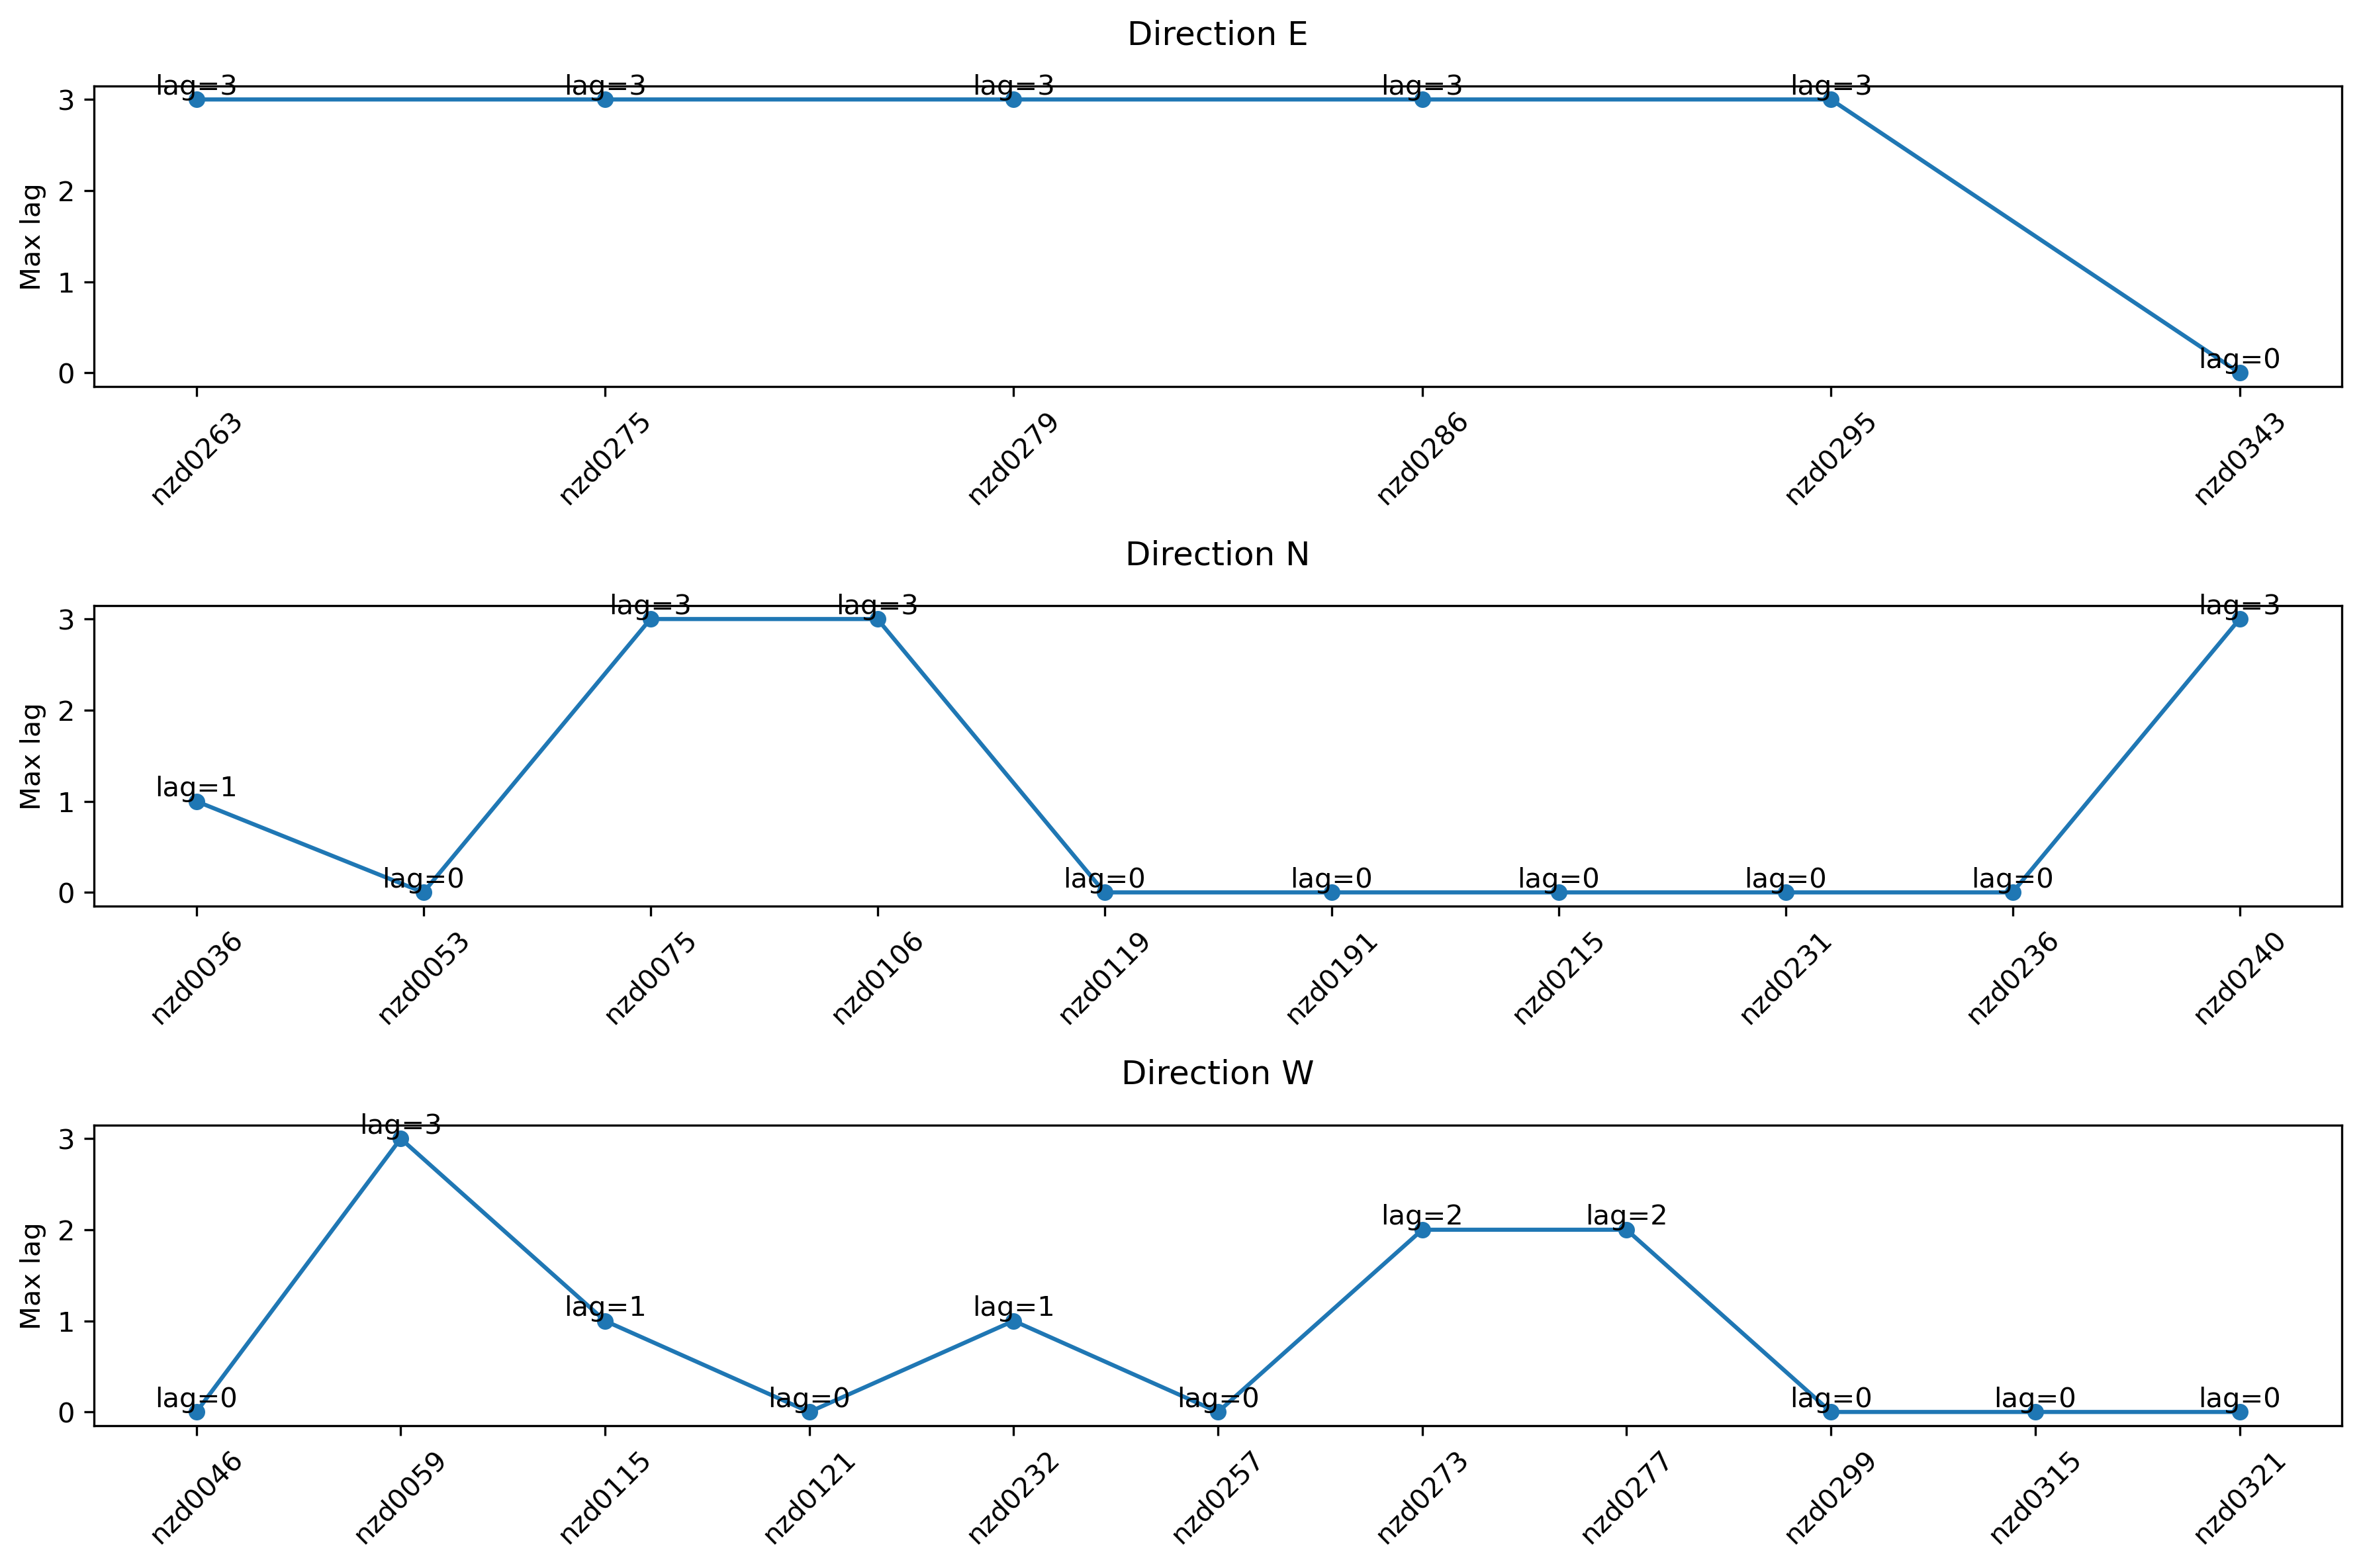 Direction E
lag=3 lag=3 lag=3 lag=3 lag=3
3
2
1
0
lag=0
Max lag
nzd0263 nzd0275 nzd0279 nzd0286 nzd0295 nzd0343
Direction N
lag=3 lag=3 lag=3
3
2
lag=1
1
lag=0 lag=0 lag=0 lag=0 lag=0 lag=0
0
Max lag
nzd0036 nzd0053 nzd0075 nzd0106 nzd0119 nzd0191 nzd0215 nzd0231 nzd0236 nzd0240
Direction W
lag=3
3
lag=2 lag=2
2
lag=1 lag=1
1
lag=0 lag=0 lag=0 lag=0 lag=0 lag=0
0
Max lag
nzd0046 nzd0059 nzd0115 nzd0121 nzd0232 nzd0257 nzd0273 nzd0277 nzd0299 nzd0315 nzd0321